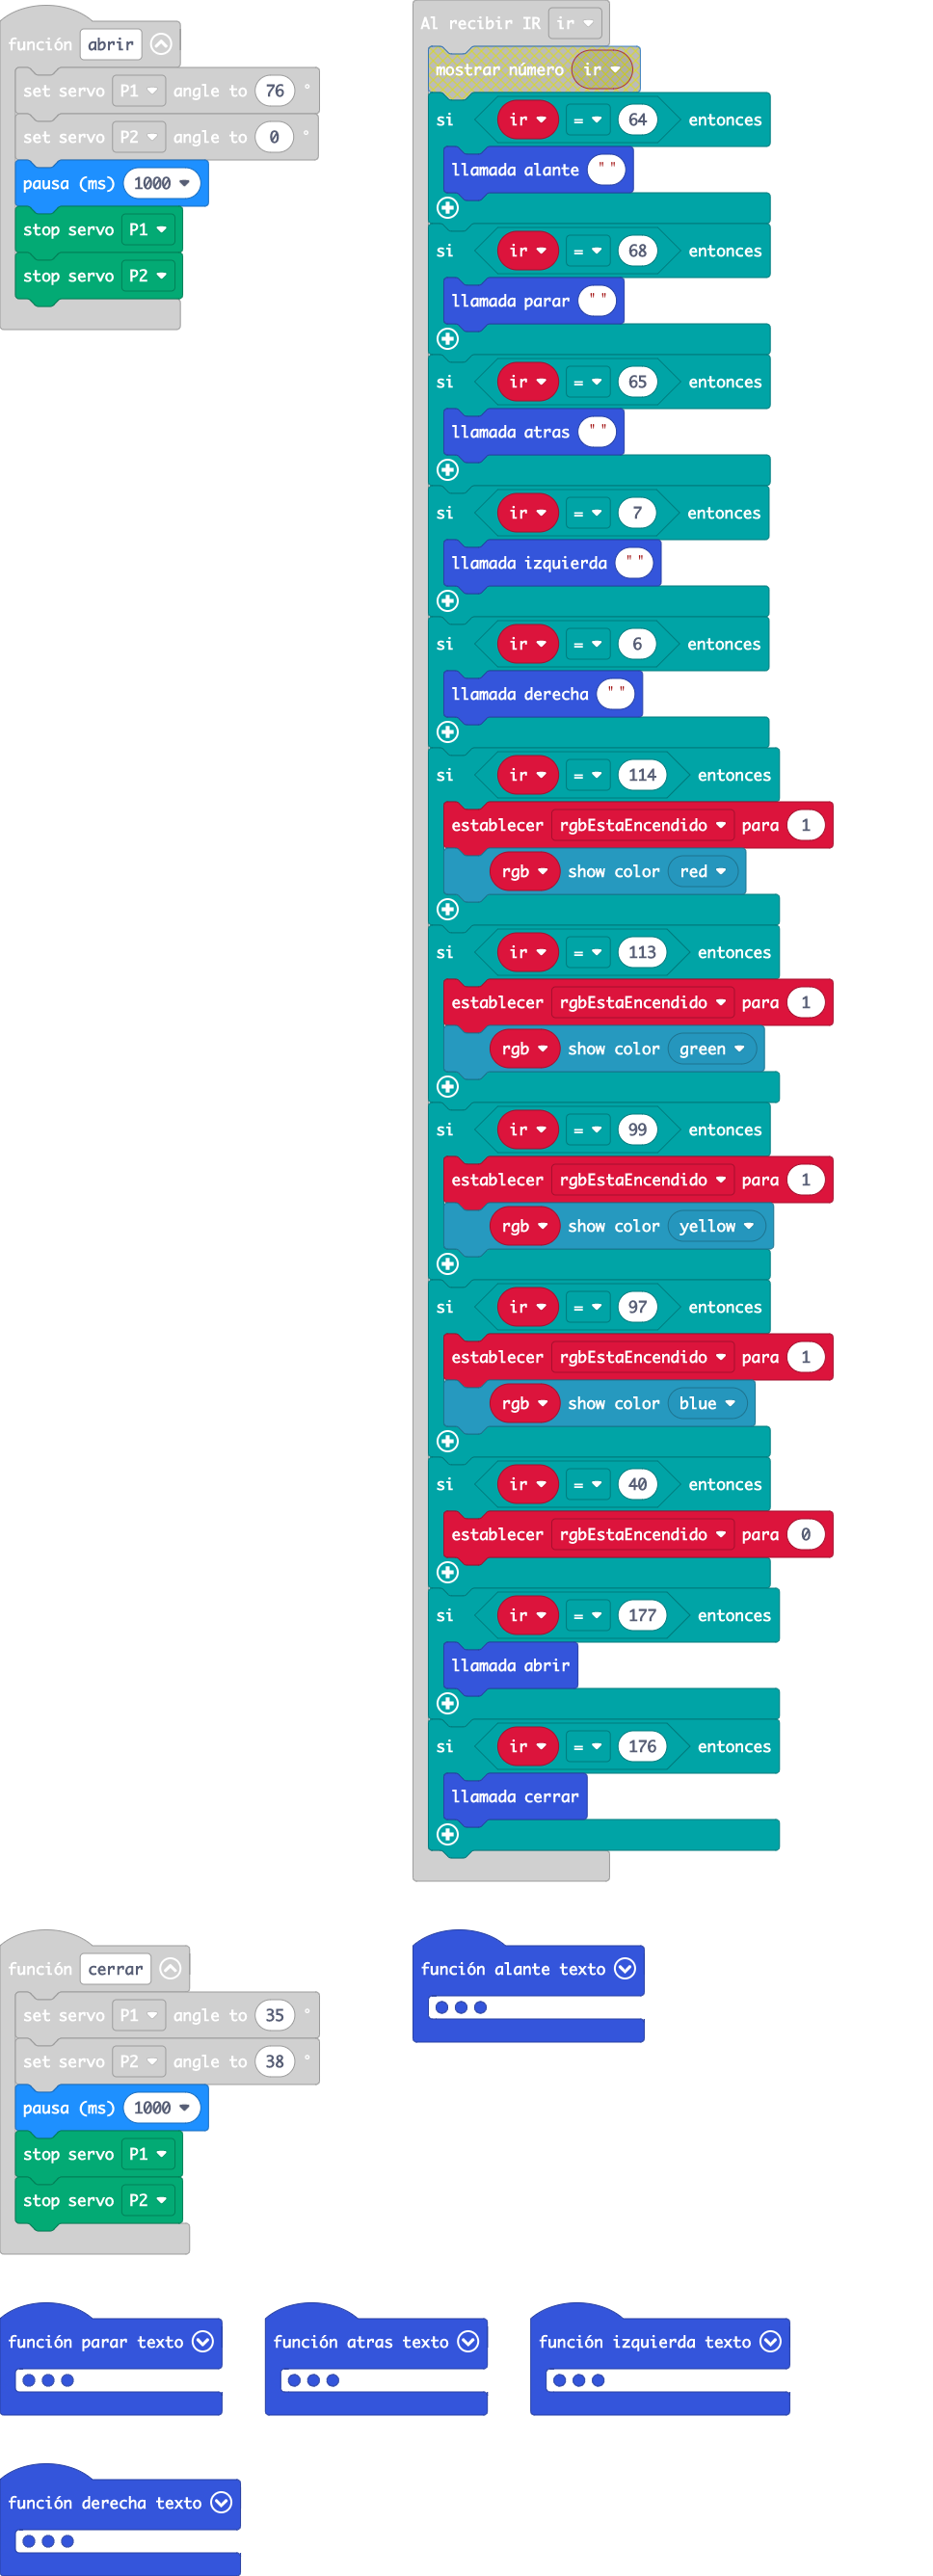 función abrir
set servo P1 angle to 76 °
set servo P2 angle to 0 °
pausa (ms) 1000
stop servo P1
stop servo P2
Al recibir IR ir
mostrar número ir
si ir = 64 entonces
llamada alante " "
si ir = 68 entonces
llamada parar " "
si ir = 65 entonces
llamada atras " "
si ir = 7 entonces
llamada izquierda " "
si ir = 6 entonces
llamada derecha " "
si ir = 114 entonces
establecer rgbEstaEncendido para 1
rgb show color red
si ir = 113 entonces
establecer rgbEstaEncendido para 1
rgb show color green
si ir = 99 entonces
establecer rgbEstaEncendido para 1
rgb show color yellow
si ir = 97 entonces
establecer rgbEstaEncendido para 1
rgb show color blue
si ir = 40 entonces
establecer rgbEstaEncendido para 0
si ir = 177 entonces
llamada abrir
si ir = 176 entonces
llamada cerrar
función cerrar
set servo P1 angle to 35 °
set servo P2 angle to 38 °
pausa (ms) 1000
stop servo P1
stop servo P2
función alante texto
función parar texto
función atras texto
función izquierda texto
función derecha texto